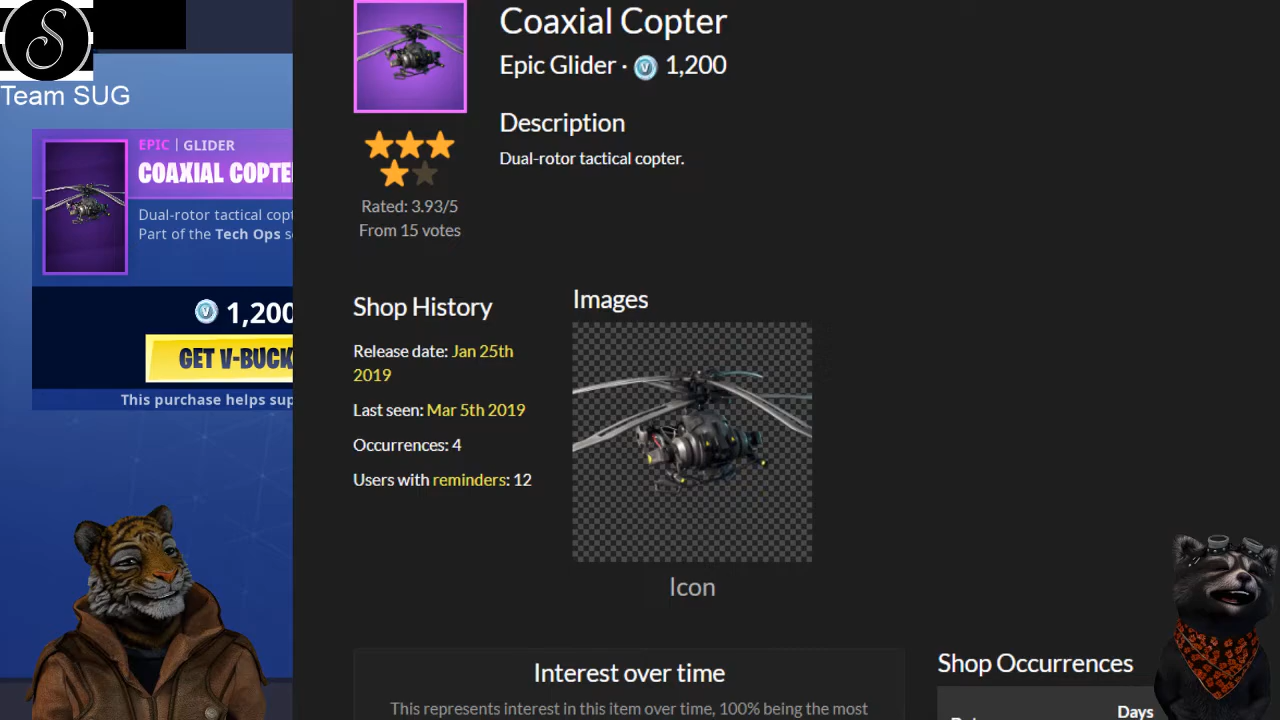 S
Team SUG
EPIC | GLIDER
COAXIAL COPTE
Dual-rotor tactical copt
Part of the Tech Ops s
1,200
GET V-BUCK
This purchase helps sup
Coaxial Copter
Epic Glider · V 1,200
Description
Dual-rotor tactical copter.
Rated: 3.93/5
From 15 votes
Shop History
Release date: Jan 25th
2019
Last seen: Mar 5th 2019
Occurrences: 4
Users with reminders: 12
Images
Icon
Interest over time
This represents interest in this item over time, 100% being the most
Shop Occurrences
Days